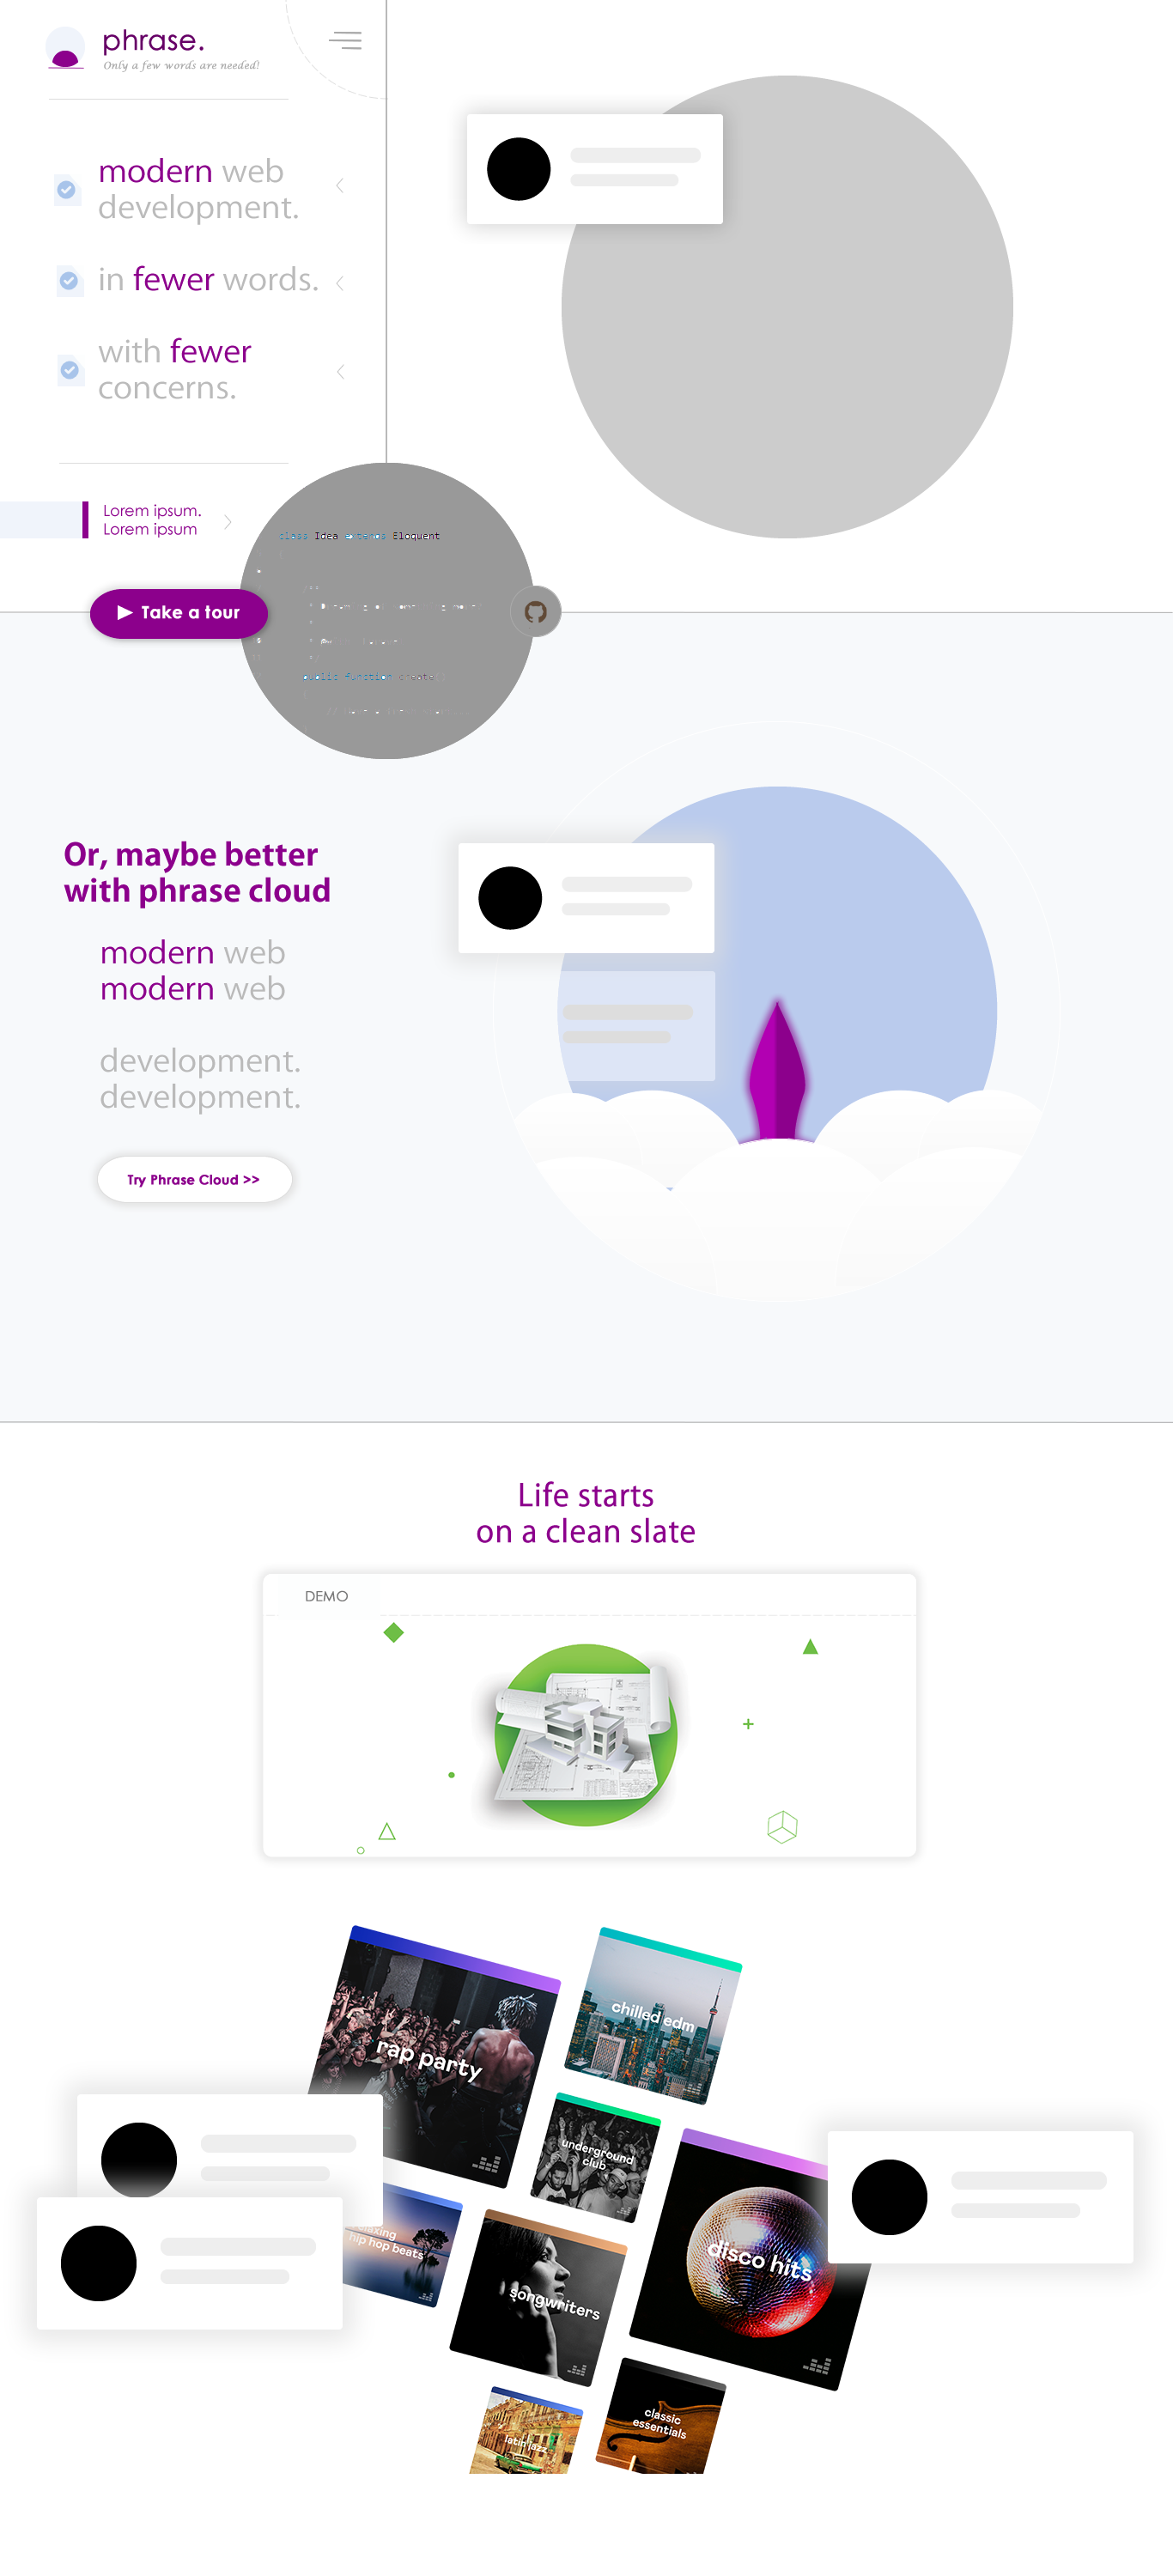 phrase.
Only a few words are needed!
modern web
development.
in fewer words.
with fewer
concerns.
Lorem ipsum.
Lorem ipsum
class Idea extends Eloquent
/**
*
*/
public function create()
Take a tour
Or, maybe better
with phrase cloud
modern web
modern web
development.
development.
Try Phrase Cloud >>
Life starts
on a clean slate
DEMO
chilled edm
rap party
underground
club
hip hop beats
disco hits
songwriters
classic
essentials
latin jazz